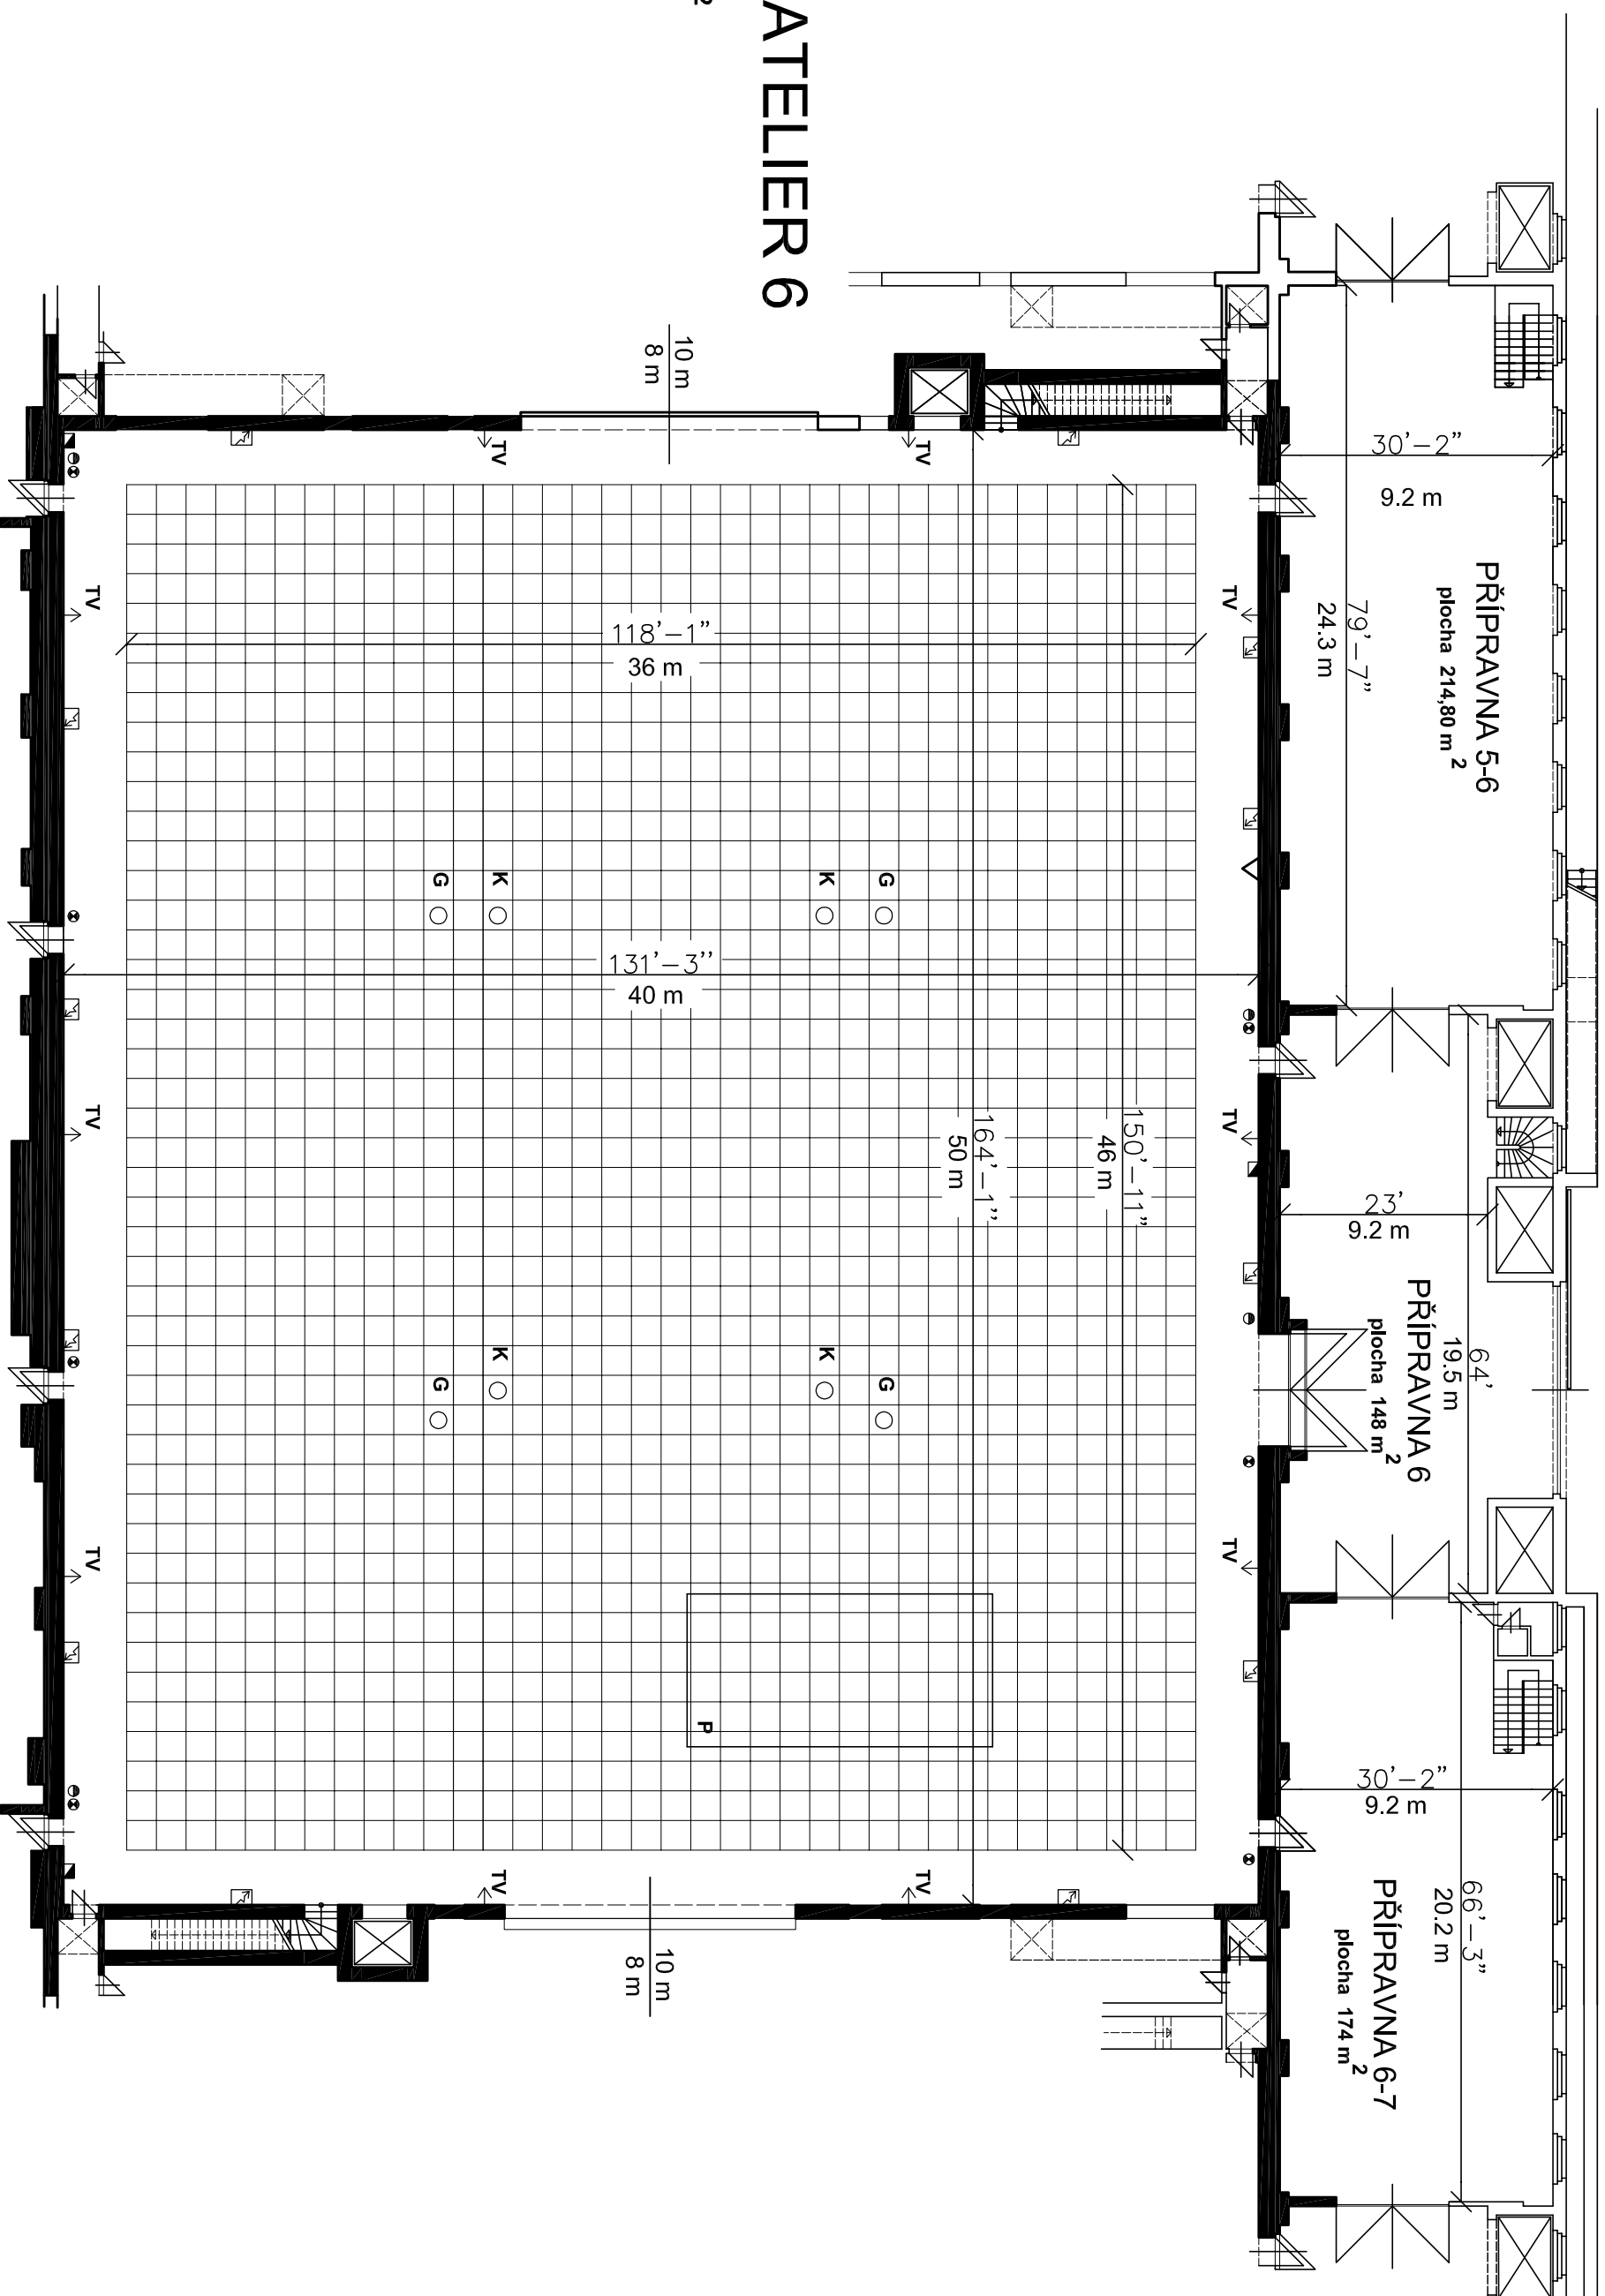 ATELIER 6
2
PŘÍPRAVNA 5-6
plocha 214,80 m2
30'-2"
9.2 m
79'-7"
24.3 m
PŘÍPRAVNA 6
plocha 148 m2
23'
9.2 m
64'
19.5 m
PŘÍPRAVNA 6-7
plocha 174 m2
30'-2"
9.2 m
66'-3"
20.2 m
10 m
8 m
TV
TV
TV
TV
118'-1"
36 m
G
K
K
G
131'-3"
40 m
150'-11"
46 m
164'-1"
50 m
TV
TV
K
K
G
G
TV
TV
P
TV
TV
10 m
8 m